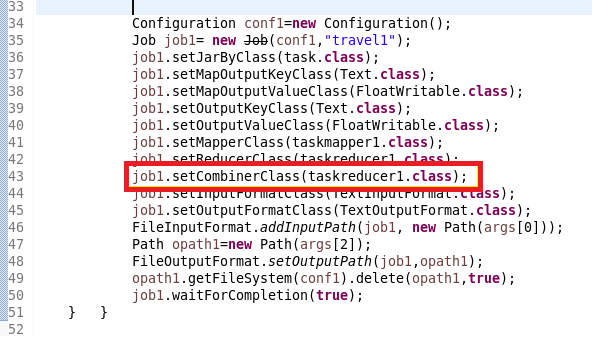 33
34 Configuration conf1=new Configuration();
35 Job job1= new Job(conf1,"travel1");
36 job1.setJarByClass(task.class);
37 job1.setMapOutputKeyClass(Text.class);
38 job1.setMapOutputValueClass(FloatWritable.class);
39 job1.setOutputKeyClass(Text.class);
40 job1.setOutputValueClass(FloatWritable.class);
41 job1.setMapperClass(taskmapper1.class);
42 job1.setReducerClass(taskreducer1.class);
43 job1.setCombinerClass(taskreducer1.class);
44 job1.setInputFormatClass(TextInputFormat.class);
45 job1.setOutputFormatClass(TextOutputFormat.class);
46 FileInputFormat.addInputPath(job1, new Path(args[0]));
47 Path opath1=new Path(args[2]);
48 FileOutputFormat.setOutputPath(job1,opath1);
49 opath1.getFileSystem(conf1).delete(opath1,true);
50 job1.waitForCompletion(true);
51 } }
52